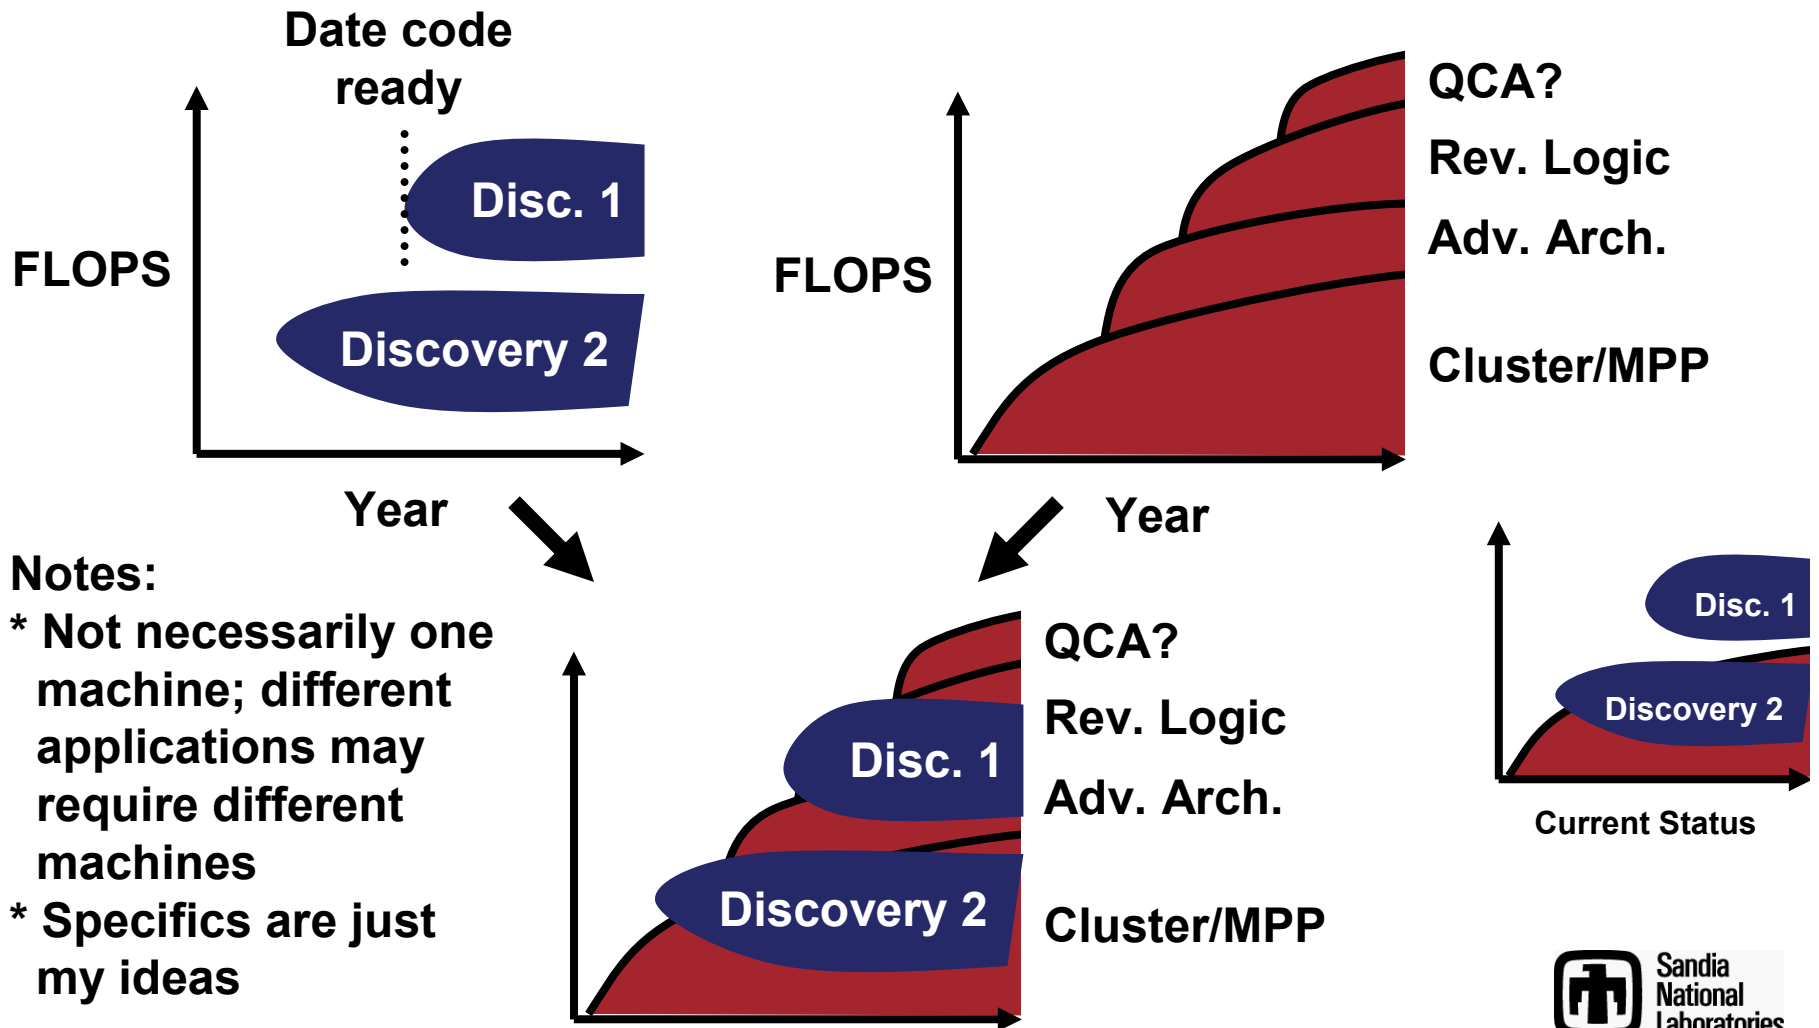 Date code
ready
FLOPS
Disc. 1
Discovery 2
Year
FLOPS
QCA?
Rev. Logic
Adv. Arch.
Cluster/MPP
Year
Notes:
* Not necessarily one
machine; different
applications may
require different
machines
* Specifics are just
my ideas
QCA?
Rev. Logic
Adv. Arch.
Cluster/MPP
Disc. 1
Discovery 2
Disc. 1
Discovery 2
Current Status
Sandia
National
Laboratories